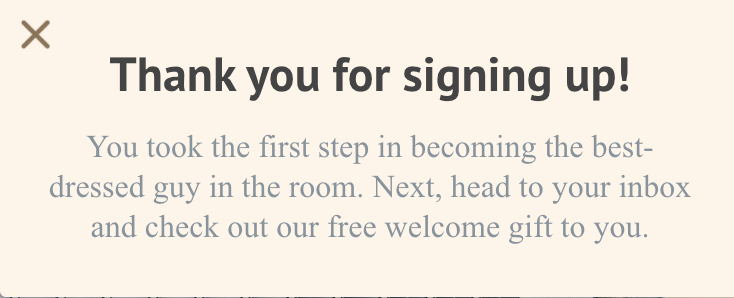 Thank you for signing up!
You took the first step in becoming the best-
dressed guy in the room. Next, head to your inbox
and check out our free welcome gift to you.